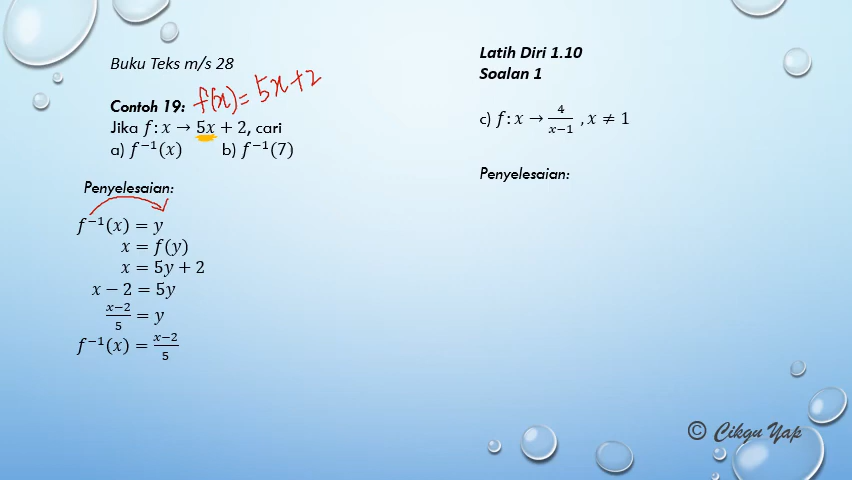 Buku Teks m/s 28
Contoh 19: f(x) = 5x+2
Jika f : x → 5x + 2, cari
a) f⁻¹(x) b) f⁻¹(7)
Penyelesaian:
f⁻¹(x) = y
x = f(y)
x = 5y + 2
x − 2 = 5y
(x−2)/5 = y
f⁻¹(x) = (x−2)/5
Latih Diri 1.10
Soalan 1
c) f : x → 4/(x−1) , x ≠ 1
Penyelesaian:
© Cikgu Yap